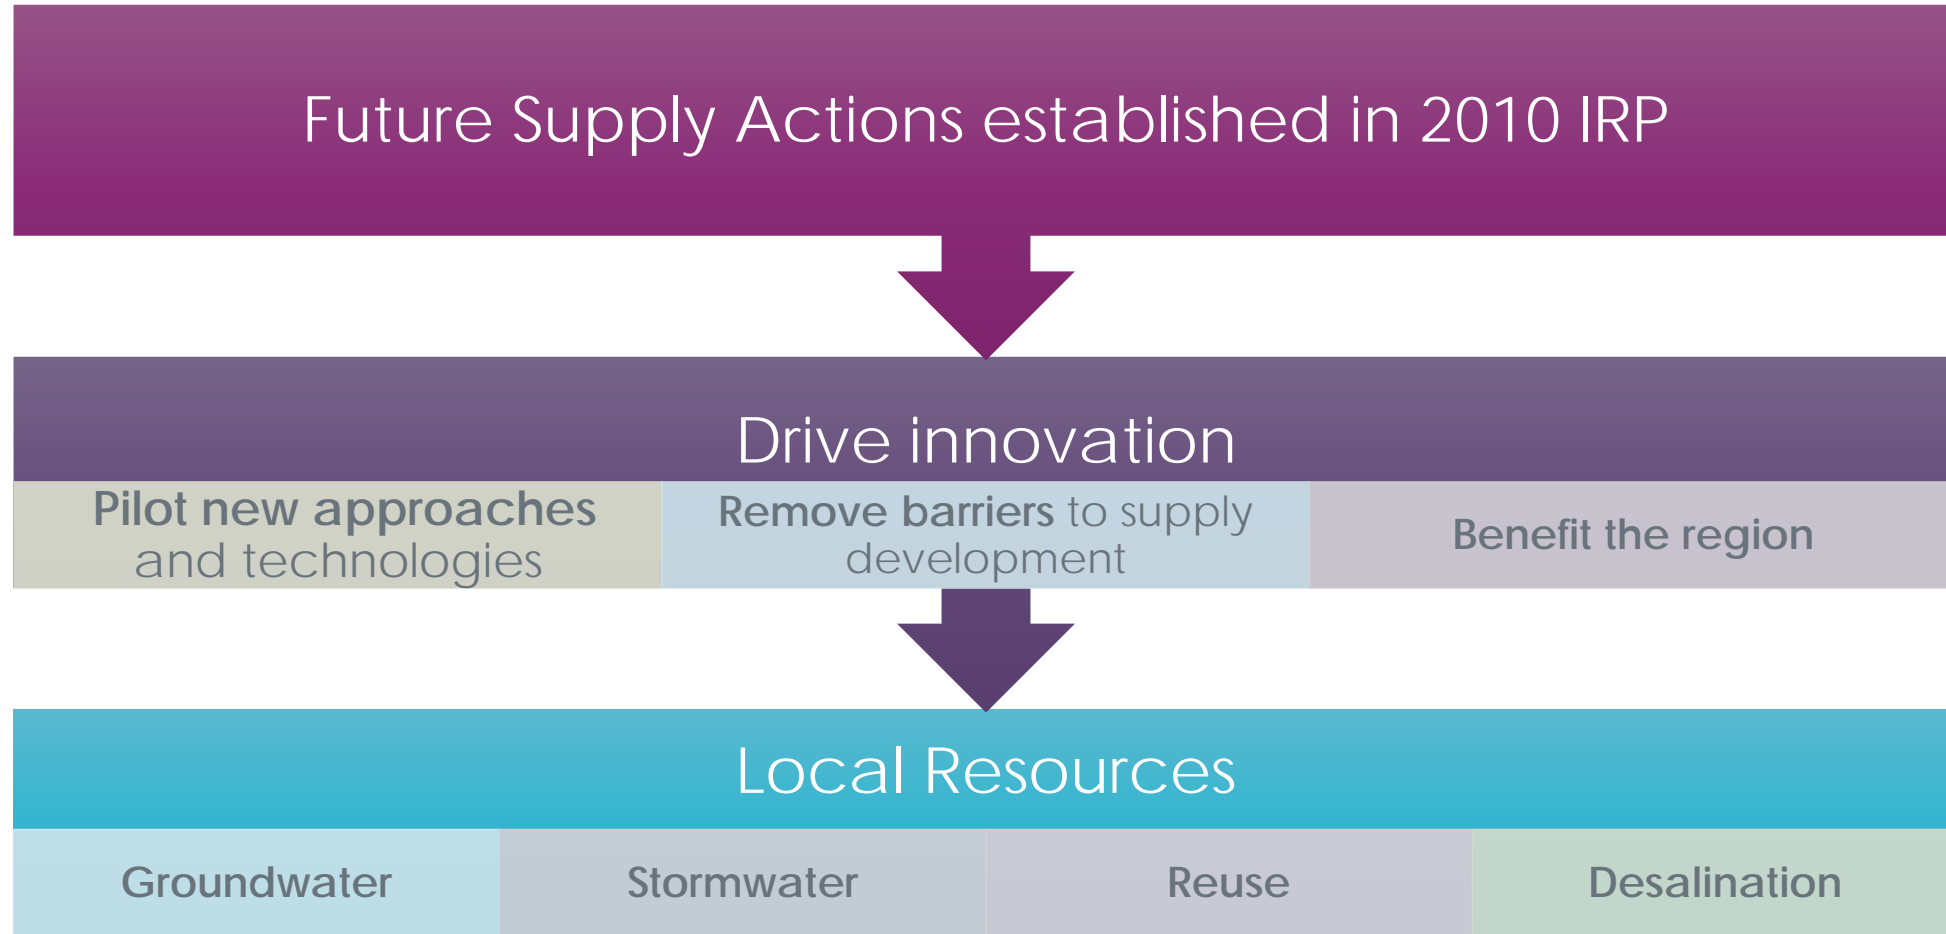 Future Supply Actions established in 2010 IRP
Drive innovation
Pilot new approaches
and technologies
Remove barriers to supply
development
Benefit the region
Local Resources
Groundwater
Stormwater
Reuse
Desalination